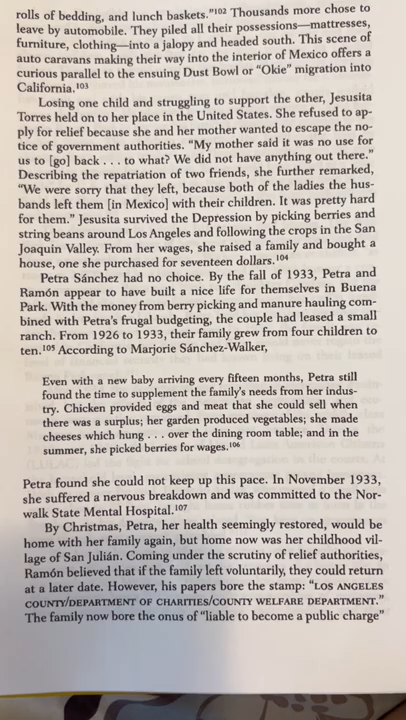 rolls of bedding, and lunch baskets."102 Thousands more chose to
leave by automobile. They piled all their possessions—mattresses,
furniture, clothing—into a jalopy and headed south. This scene of
auto caravans making their way into the interior of Mexico offers a
curious parallel to the ensuing Dust Bowl or "Okie" migration into
California.103
Losing one child and struggling to support the other, Jesusita
Torres held on to her place in the United States. She refused to ap-
ply for relief because she and her mother wanted to escape the no-
tice of government authorities. "My mother said it was no use for
us to [go] back . . . to what? We did not have anything out there."
Describing the repatriation of two friends, she further remarked,
"We were sorry that they left, because both of the ladies the hus-
bands left them [in Mexico] with their children. It was pretty hard
for them." Jesusita survived the Depression by picking berries and
string beans around Los Angeles and following the crops in the San
Joaquin Valley. From her wages, she raised a family and bought a
house, one she purchased for seventeen dollars.104
Petra Sánchez had no choice. By the fall of 1933, Petra and
Ramón appear to have built a nice life for themselves in Buena
Park. With the money from berry picking and manure hauling com-
bined with Petra's frugal budgeting, the couple had leased a small
ranch. From 1926 to 1933, their family grew from four children to
ten.105 According to Marjorie Sánchez-Walker,
Even with a new baby arriving every fifteen months, Petra still
found the time to supplement the family's needs from her indus-
try. Chicken provided eggs and meat that she could sell when
there was a surplus; her garden produced vegetables; she made
cheeses which hung . . . over the dining room table; and in the
summer, she picked berries for wages.106
Petra found she could not keep up this pace. In November 1933,
she suffered a nervous breakdown and was committed to the Nor-
walk State Mental Hospital.107
By Christmas, Petra, her health seemingly restored, would be
home with her family again, but home now was her childhood vil-
lage of San Julián. Coming under the scrutiny of relief authorities,
Ramón believed that if the family left voluntarily, they could return
at a later date. However, his papers bore the stamp: "LOS ANGELES
COUNTY/DEPARTMENT OF CHARITIES/COUNTY WELFARE DEPARTMENT."
The family now bore the onus of "liable to become a public charge"